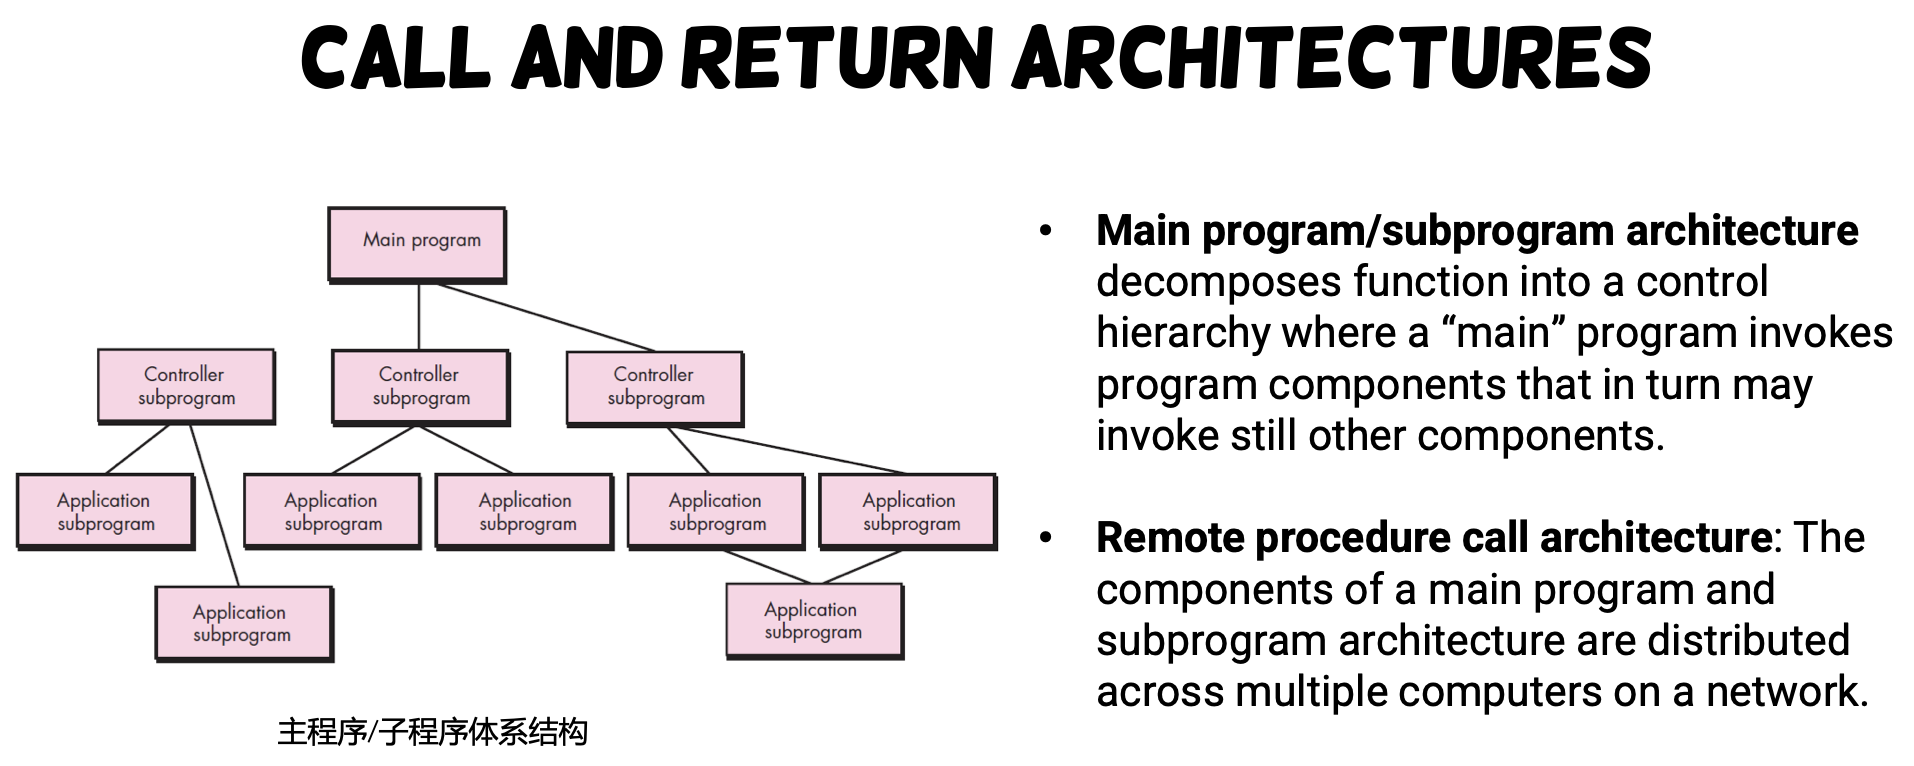 CALL AND RETURN ARCHITECTURES
Main program
Controller
subprogram
Controller
subprogram
Controller
subprogram
Application
subprogram
Application
subprogram
Application
subprogram
Application
subprogram
Application
subprogram
Application
subprogram
Application
subprogram
主程序/子程序体系结构
• Main program/subprogram architecture
decomposes function into a control
hierarchy where a “main” program invokes
program components that in turn may
invoke still other components.
• Remote procedure call architecture: The
components of a main program and
subprogram architecture are distributed
across multiple computers on a network.